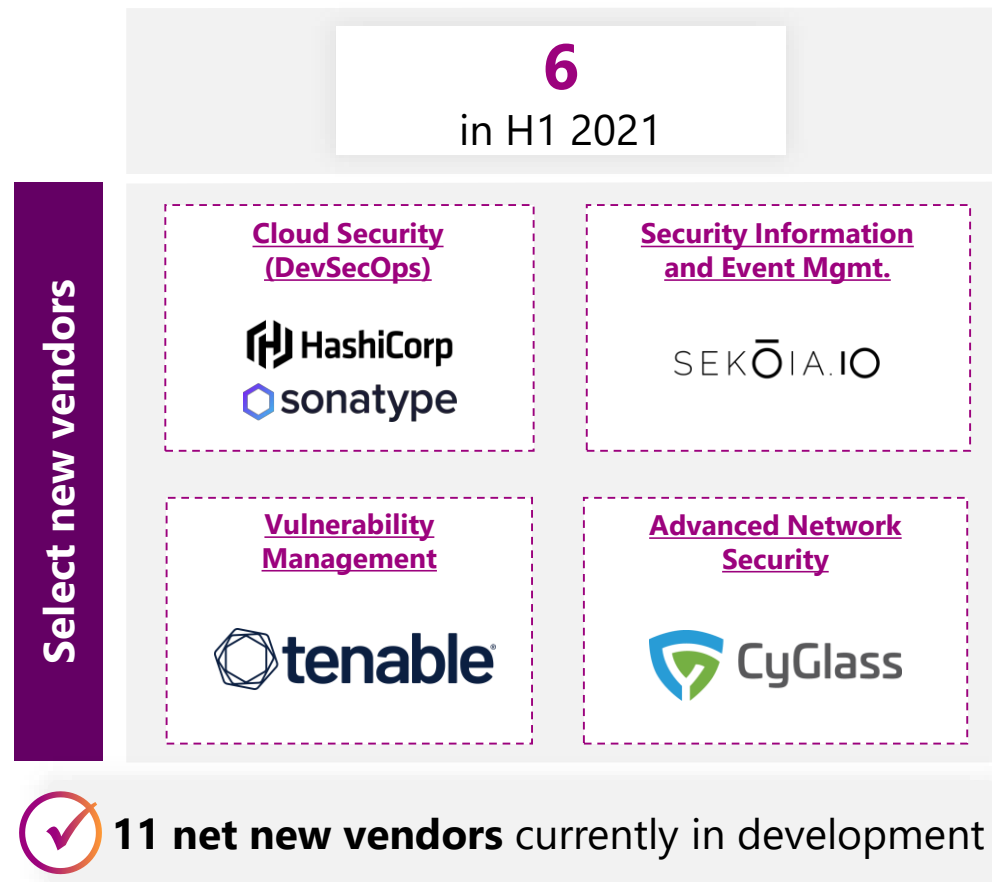 6
in H1 2021
Select new vendors
Cloud Security
(DevSecOps)
HashiCorp
sonatype
Security Information
and Event Mgmt.
SEKŌIA.IO
Vulnerability
Management
tenable®
Advanced Network
Security
CyGlass
11 net new vendors currently in development